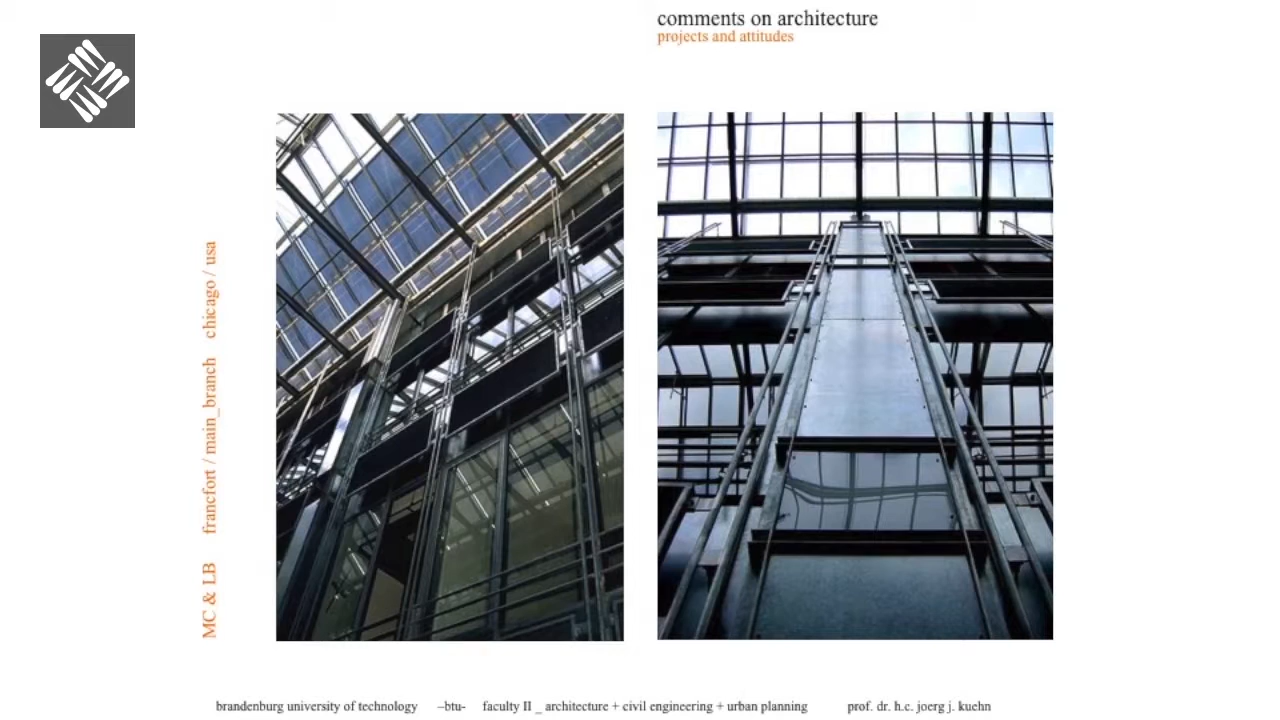 comments on architecture
projects and attitudes
MC & LB francfort / main_branch chicago / usa
brandenburg university of technology –btu- faculty II _ architecture + civil engineering + urban planning prof. dr. h.c. joerg j. kuehn